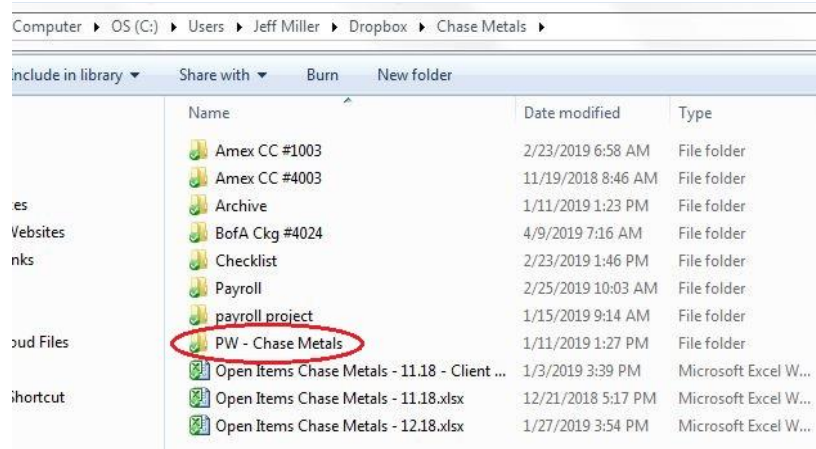 Computer ▸ OS (C:) ▸ Users ▸ Jeff Miller ▸ Dropbox ▸ Chase Metals ▸
Include in library ▾ Share with ▾ Burn New folder
Name Date modified Type
Amex CC #1003 2/23/2019 6:58 AM File folder
Amex CC #4003 11/19/2018 8:46 AM File folder
es Archive 1/11/2019 1:23 PM File folder
Websites BofA Ckg #4024 4/9/2019 7:16 AM File folder
nks Checklist 2/23/2019 1:46 PM File folder
Payroll 2/25/2019 10:03 AM File folder
payroll project 1/15/2019 9:14 AM File folder
oud Files PW - Chase Metals 1/11/2019 1:27 PM File folder
Open Items Chase Metals - 11.18 - Client ... 1/3/2019 3:39 PM Microsoft Excel W...
Shortcut Open Items Chase Metals - 11.18.xlsx 12/21/2018 5:17 PM Microsoft Excel W...
Open Items Chase Metals - 12.18.xlsx 1/27/2019 3:54 PM Microsoft Excel W...